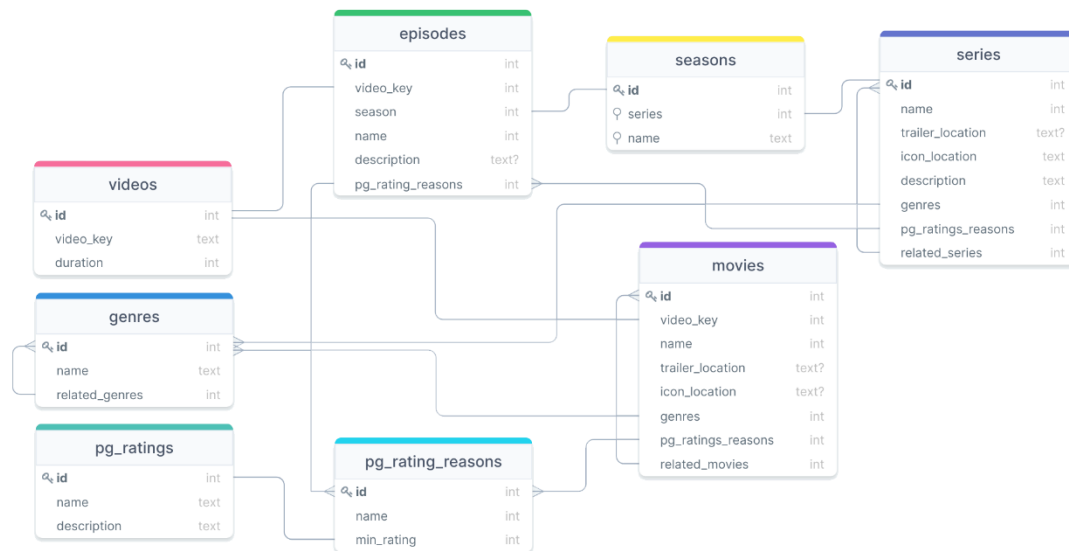 episodes
id int
video_key int
season int
name int
description text?
pg_rating_reasons int
seasons
id int
series int
name text
series
id int
name int
trailer_location text?
icon_location text
description text
genres int
pg_ratings_reasons int
related_series int
videos
id int
video_key text
duration int
movies
id int
video_key int
name int
trailer_location text?
icon_location text?
genres int
pg_ratings_reasons int
related_movies int
genres
id int
name text
related_genres int
pg_ratings
id int
name text
description text
pg_rating_reasons
id int
name int
min_rating int